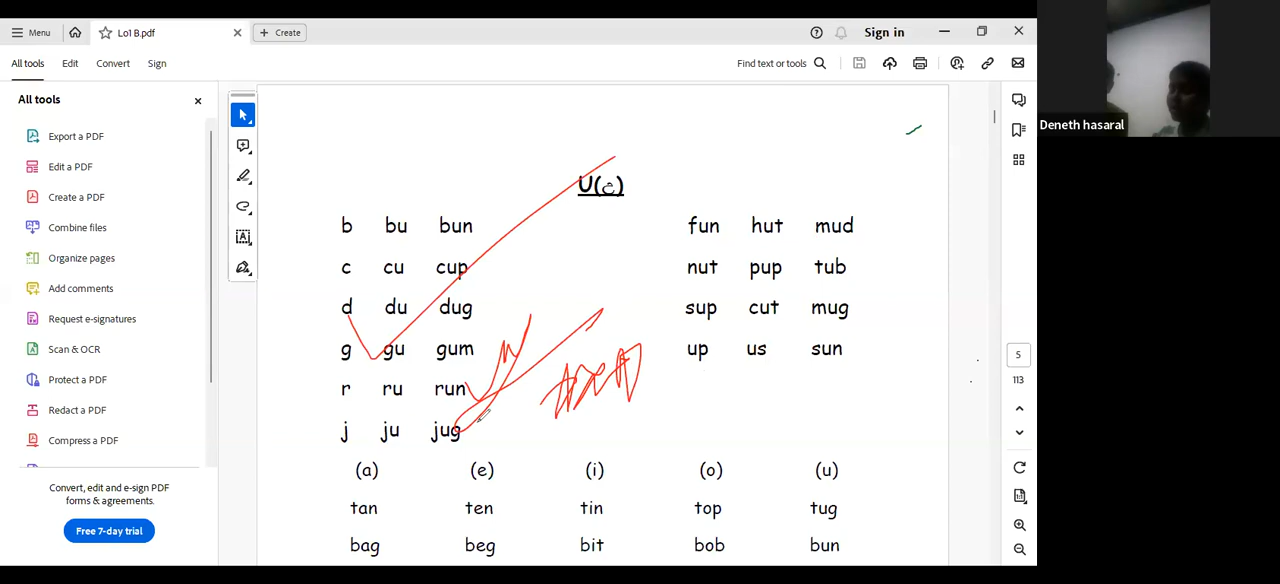 Menu
Lo1 B.pdf
Create
Sign in
All tools
Edit
Convert
Sign
Find text or tools
All tools
Export a PDF
Edit a PDF
Create a PDF
Combine files
Organize pages
Add comments
Request e-signatures
Scan & OCR
Protect a PDF
Redact a PDF
Compress a PDF
Convert, edit and e-sign PDF
forms & agreements.
Free 7-day trial
b bu bun fun hut mud
c cu cup nut pup tub
d du dug sup cut mug
g gu gum up us sun
r ru run
j ju jug
(a) (e) (i) (o) (u)
tan ten tin top tug
bag beg bit bob bun
5
113
Deneth hasaral